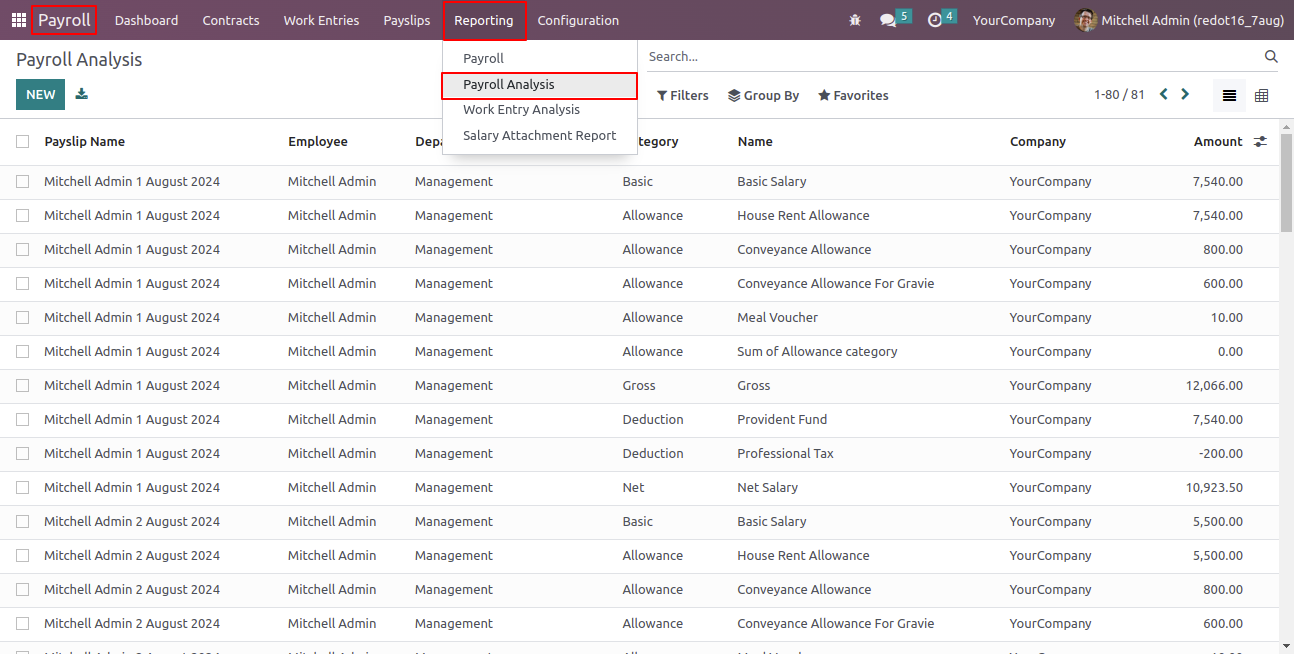 Payroll Dashboard Contracts Work Entries Payslips Reporting Configuration 5 4 YourCompany Mitchell Admin (redot16_7aug)
Payroll Analysis
Payroll
Payroll Analysis
Work Entry Analysis
Salary Attachment Report
Search...
NEW
Filters Group By Favorites 1-80 / 81
Payslip Name Employee Depa tegory Name Company Amount
Mitchell Admin 1 August 2024 Mitchell Admin Management Basic Basic Salary YourCompany 7,540.00
Mitchell Admin 1 August 2024 Mitchell Admin Management Allowance House Rent Allowance YourCompany 7,540.00
Mitchell Admin 1 August 2024 Mitchell Admin Management Allowance Conveyance Allowance YourCompany 800.00
Mitchell Admin 1 August 2024 Mitchell Admin Management Allowance Conveyance Allowance For Gravie YourCompany 600.00
Mitchell Admin 1 August 2024 Mitchell Admin Management Allowance Meal Voucher YourCompany 10.00
Mitchell Admin 1 August 2024 Mitchell Admin Management Allowance Sum of Allowance category YourCompany 0.00
Mitchell Admin 1 August 2024 Mitchell Admin Management Gross Gross YourCompany 12,066.00
Mitchell Admin 1 August 2024 Mitchell Admin Management Deduction Provident Fund YourCompany 7,540.00
Mitchell Admin 1 August 2024 Mitchell Admin Management Deduction Professional Tax YourCompany -200.00
Mitchell Admin 1 August 2024 Mitchell Admin Management Net Net Salary YourCompany 10,923.50
Mitchell Admin 2 August 2024 Mitchell Admin Management Basic Basic Salary YourCompany 5,500.00
Mitchell Admin 2 August 2024 Mitchell Admin Management Allowance House Rent Allowance YourCompany 5,500.00
Mitchell Admin 2 August 2024 Mitchell Admin Management Allowance Conveyance Allowance YourCompany 800.00
Mitchell Admin 2 August 2024 Mitchell Admin Management Allowance Conveyance Allowance For Gravie YourCompany 600.00